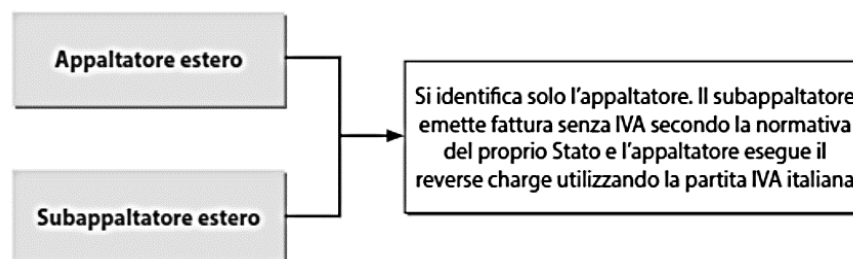 Appaltatore estero
Si identifica solo l'appaltatore. Il subappaltatore
emette fattura senza IVA secondo la normativa
del proprio Stato e l'appaltatore esegue il
reverse charge utilizzando la partita IVA italiana
Subappaltatore estero